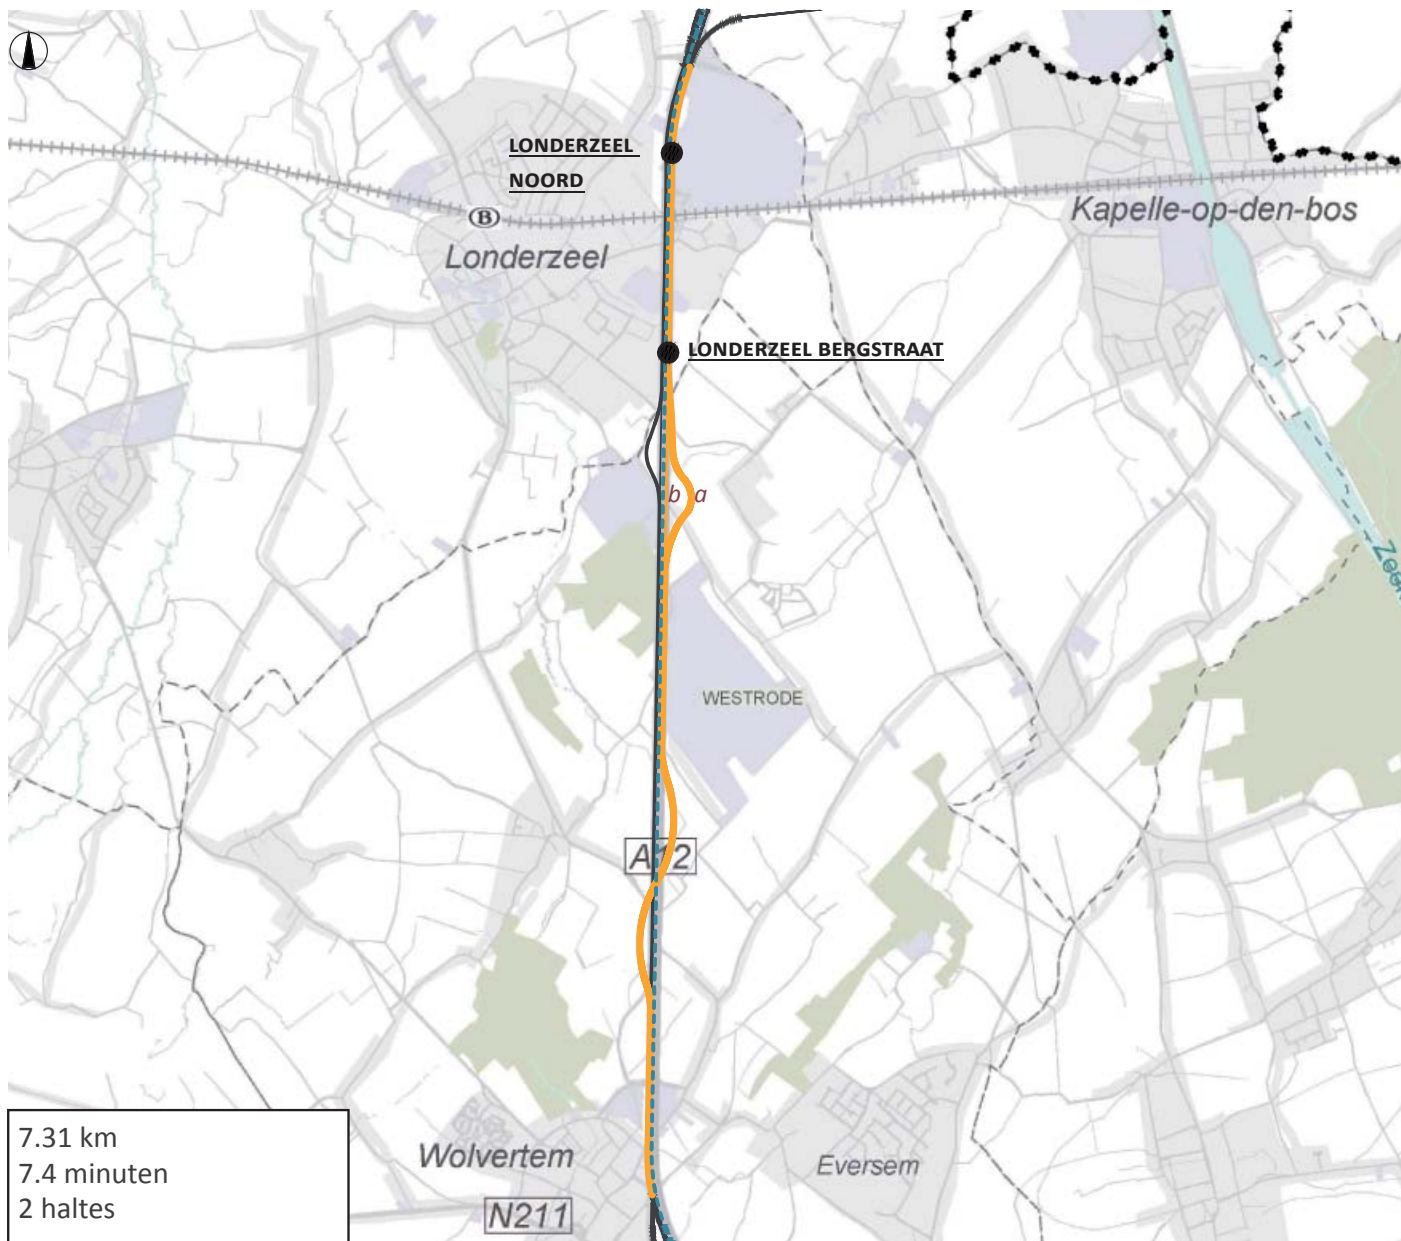 LONDERZEEL
NOORD
Kapelle-op-den-bos
B
Londerzeel
LONDERZEEL BERGSTRAAT
b a
WESTRODE
A12
7.31 km
7.4 minuten
2 haltes
Wolvertem
Eversem
N211